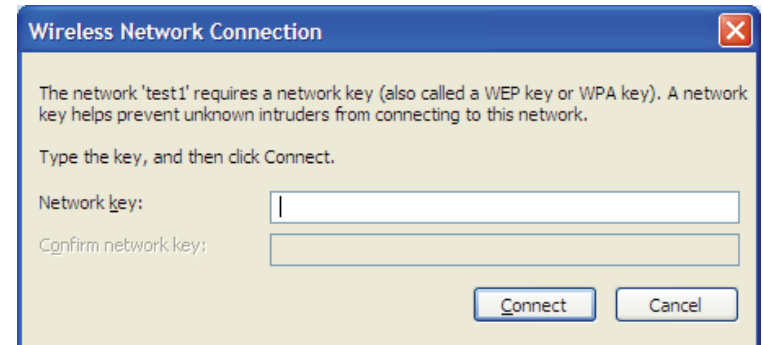 Wireless Network Connection
The network 'test1' requires a network key (also called a WEP key or WPA key). A network
key helps prevent unknown intruders from connecting to this network.
Type the key, and then click Connect.
Network key:
Confirm network key:
Connect Cancel